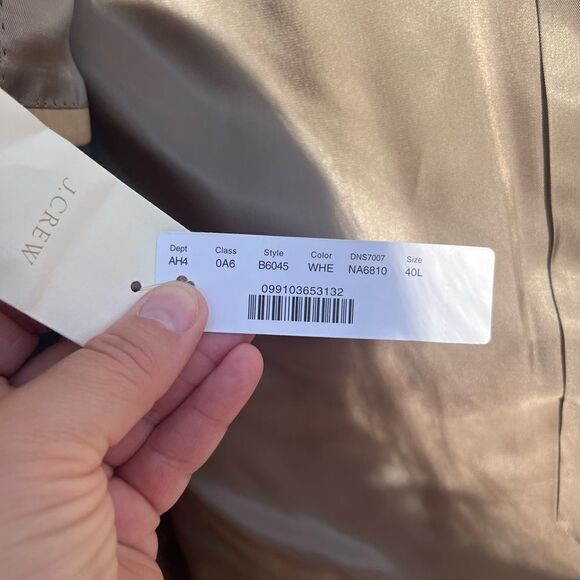 J.CREW
Dept Class Style Color DNS7007 Size
AH4 0A6 B6045 WHE NA6810 40L
099103653132